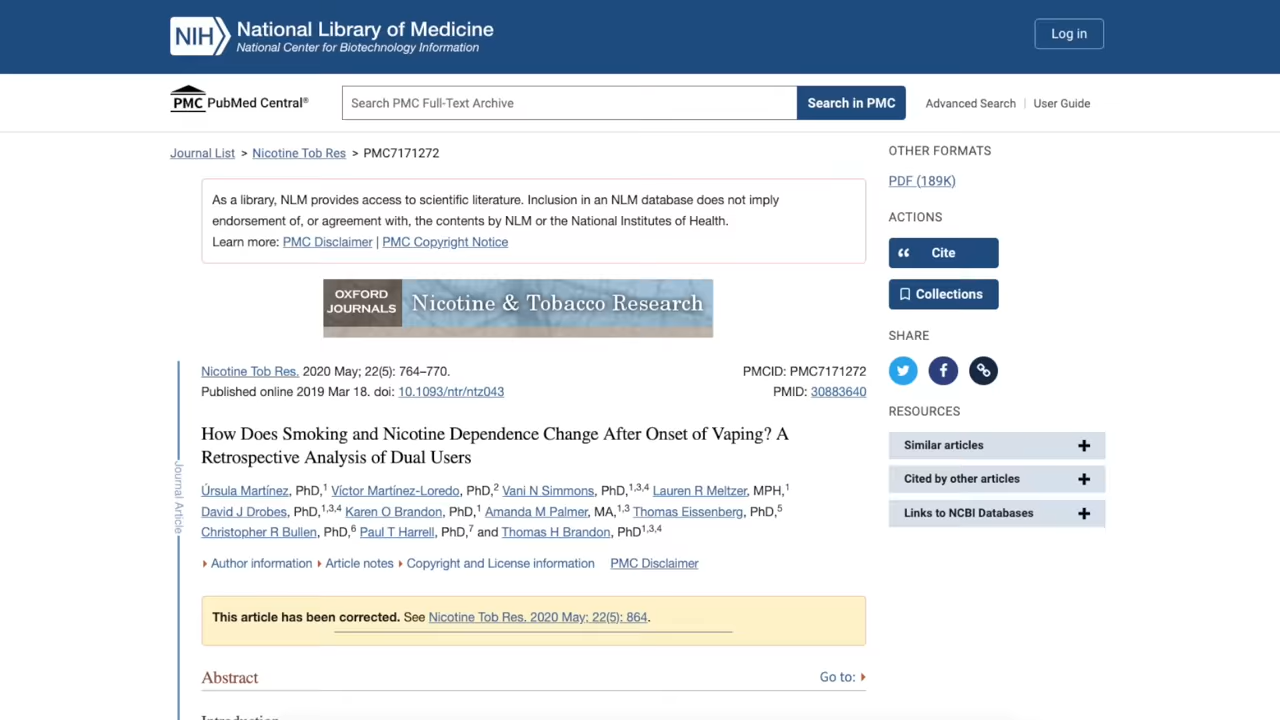 NIH National Library of Medicine
National Center for Biotechnology Information
Log in
PMC PubMed Central®
Search PMC Full-Text Archive
Search in PMC
Advanced Search | User Guide
Journal List > Nicotine Tob Res > PMC7171272
As a library, NLM provides access to scientific literature. Inclusion in an NLM database does not imply
endorsement of, or agreement with, the contents by NLM or the National Institutes of Health.
Learn more: PMC Disclaimer | PMC Copyright Notice
OXFORD
JOURNALS
Nicotine & Tobacco Research
Journal Article
Nicotine Tob Res. 2020 May; 22(5): 764–770.
Published online 2019 Mar 18. doi: 10.1093/ntr/ntz043
PMCID: PMC7171272
PMID: 30883640
How Does Smoking and Nicotine Dependence Change After Onset of Vaping? A
Retrospective Analysis of Dual Users
Úrsula Martínez, PhD,1 Víctor Martínez-Loredo, PhD,2 Vani N Simmons, PhD,1,3,4 Lauren R Meltzer, MPH,1
David J Drobes, PhD,1,3,4 Karen O Brandon, PhD,1 Amanda M Palmer, MA,1,3 Thomas Eissenberg, PhD,5
Christopher R Bullen, PhD,6 Paul T Harrell, PhD,7 and Thomas H Brandon, PhD1,3,4
Author information Article notes Copyright and License information PMC Disclaimer
This article has been corrected. See Nicotine Tob Res. 2020 May; 22(5): 864.
Abstract
Go to:
Introduction
OTHER FORMATS
PDF (189K)
ACTIONS
Cite
Collections
SHARE
RESOURCES
Similar articles +
Cited by other articles +
Links to NCBI Databases +